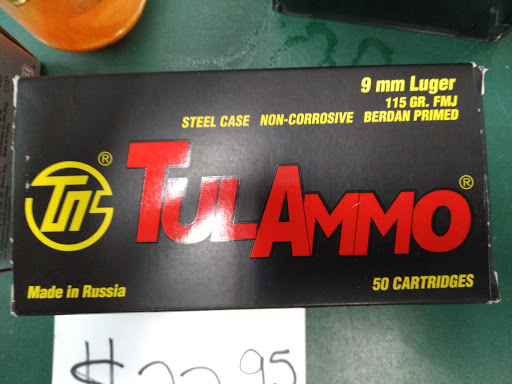 9 mm Luger
115 GR. FMJ
STEEL CASE NON-CORROSIVE BERDAN PRIMED
®
TULAMMO®
Made in Russia
50 CARTRIDGES